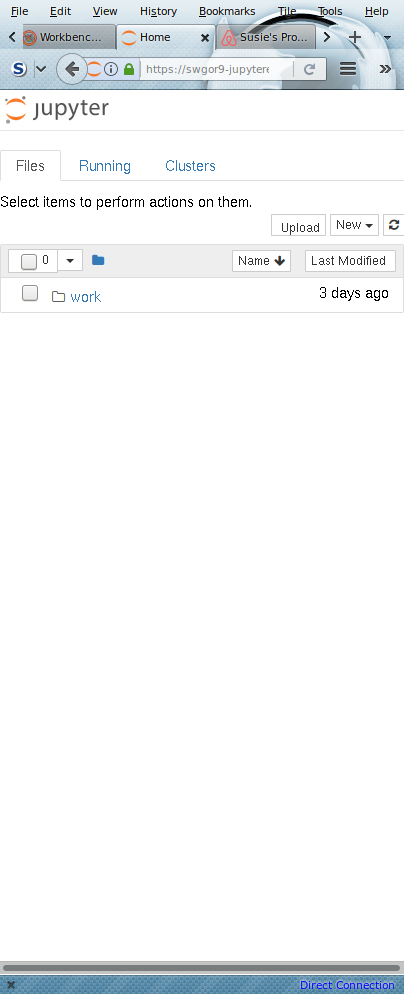 File Edit View History Bookmarks Tile Tools Help
Workbenc... Home Susie's Pro...
https://swgor9-jupyter
jupyter
Files Running Clusters
Select items to perform actions on them.
Upload New
0 Name Last Modified
work 3 days ago
Direct Connection